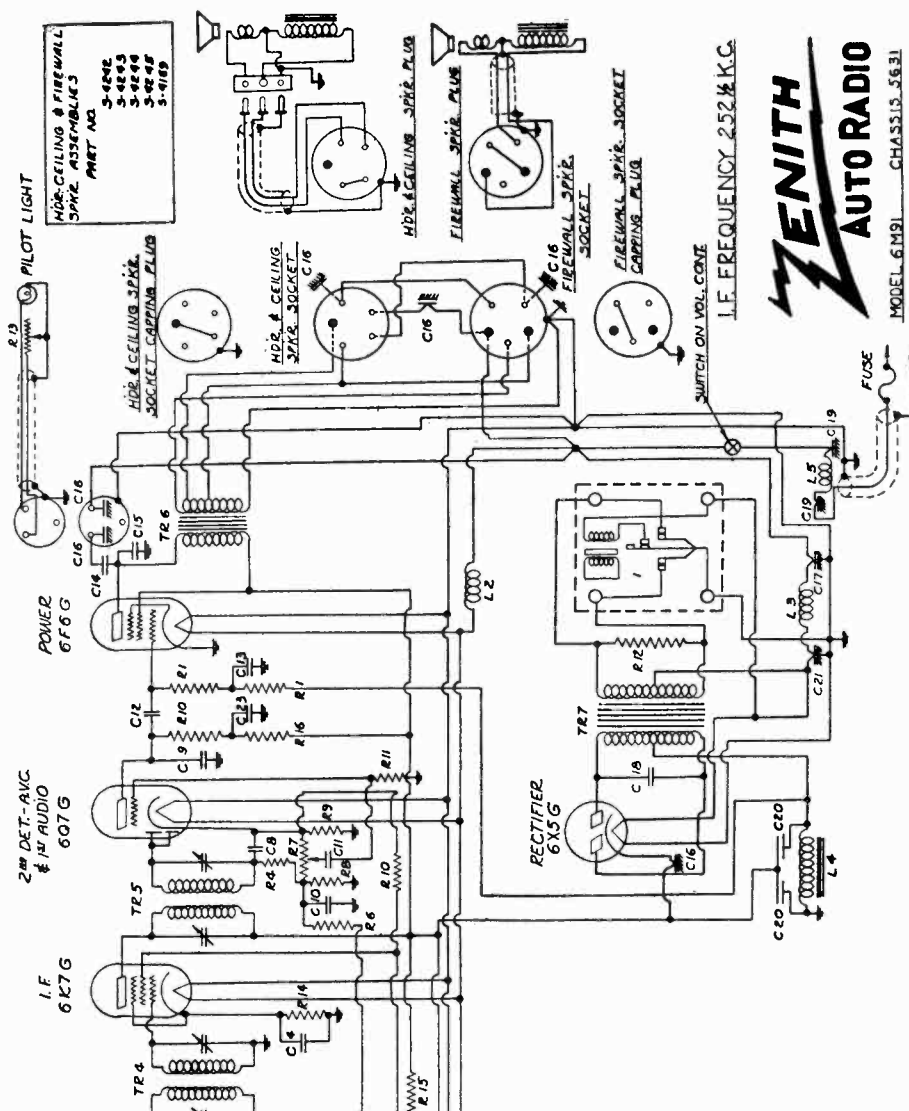 HDR-CEILING & FIREWALL
SPKR. ASSEMBLIES
PART NO.
S-4242
S-4243
S-4244
S-4245
S-4169
R13
PILOT LIGHT
HDR. & CEILING SPKR.
SOCKET CAPPING PLUG
HDR. & CEILING
SPKR. SOCKET
C16
HDR & CEILING SPKR. PLUG
FIREWALL SPKR. PLUG
C16
FIREWALL SPKR.
SOCKET
C16
FIREWALL SPKR. SOCKET
CAPPING PLUG
I.F. FREQUENCY 252½ K.C.
ZENITH
AUTO RADIO
MODEL 6M91 CHASSIS 5631
SWITCH ON VOL. CONT.
FUSE
C19
L5
C19
C16
C16
C15
C14
TR6
POWER
6F6G
L2
C12
R1
C13
R1
R10
C23
R16
C9
R12
TR7
L3
C17
C21
2ND DET.-A.V.C.
& 1ST AUDIO
6Q7G
R11
R9
C8
R7
C11
R4
R8
R10
C10
R6
TR5
RECTIFIER
6X5G
C18
C16
C20
C20
L4
I.F.
6K7G
R14
C4
TR4
R15